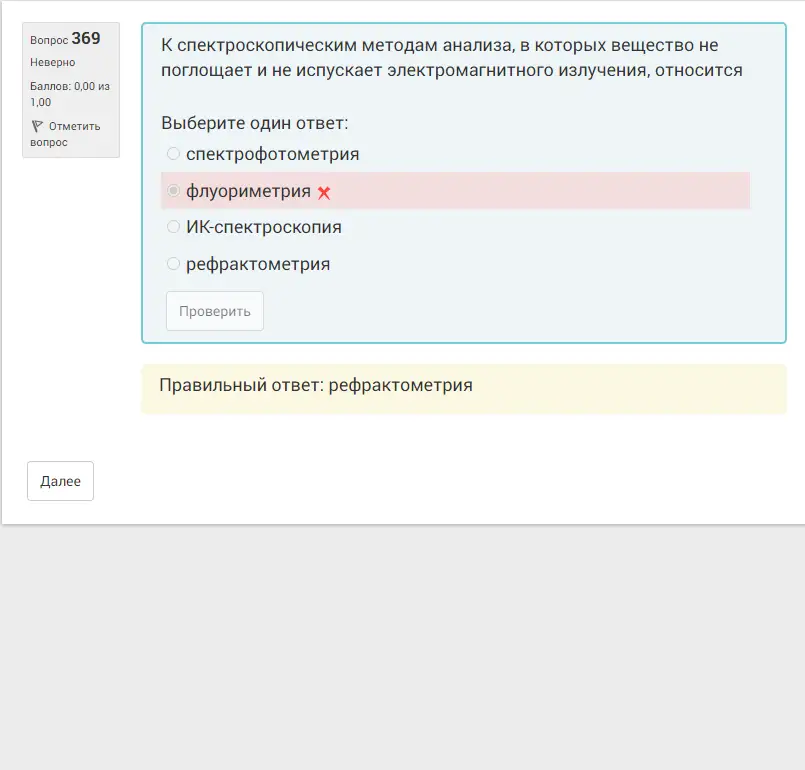 Вопрос 369
Неверно
Баллов: 0,00 из
1,00
Отметить
вопрос
К спектроскопическим методам анализа, в которых вещество не
поглощает и не испускает электромагнитного излучения, относится
Выберите один ответ:
спектрофотометрия
флуориметрия
ИК-спектроскопия
рефрактометрия
Проверить
Правильный ответ: рефрактометрия
Далее